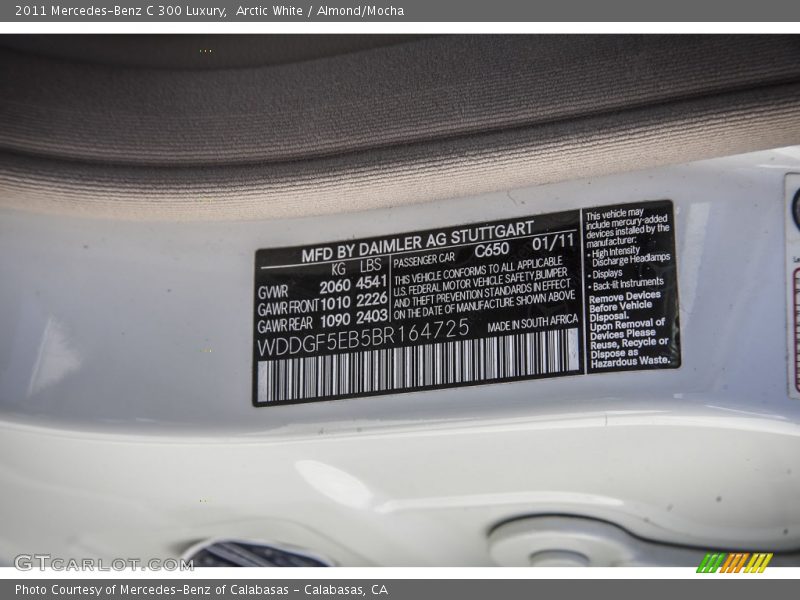 2011 Mercedes-Benz C 300 Luxury, Arctic White / Almond/Mocha
MFD BY DAIMLER AG STUTTGART
KG LBS
GVWR 2060 4541
GAWR FRONT 1010 2226
GAWR REAR 1090 2403
PASSENGER CAR C650 01/11
THIS VEHICLE CONFORMS TO ALL APPLICABLE
U.S. FEDERAL MOTOR VEHICLE SAFETY,BUMPER
AND THEFT PREVENTION STANDARDS IN EFFECT
ON THE DATE OF MANUFACTURE SHOWN ABOVE
WDDGF5EB5BR164725
MADE IN SOUTH AFRICA
This vehicle may
include mercury-added
devices installed by the
manufacturer:
• High Intensity
Discharge Headlamps
• Displays
• Back-lit Instruments
Remove Devices
Before Vehicle
Disposal.
Upon Removal of
Devices Please
Reuse, Recycle or
Dispose as
Hazardous Waste.
GTCARLOT.COM
Photo Courtesy of Mercedes-Benz of Calabasas - Calabasas, CA